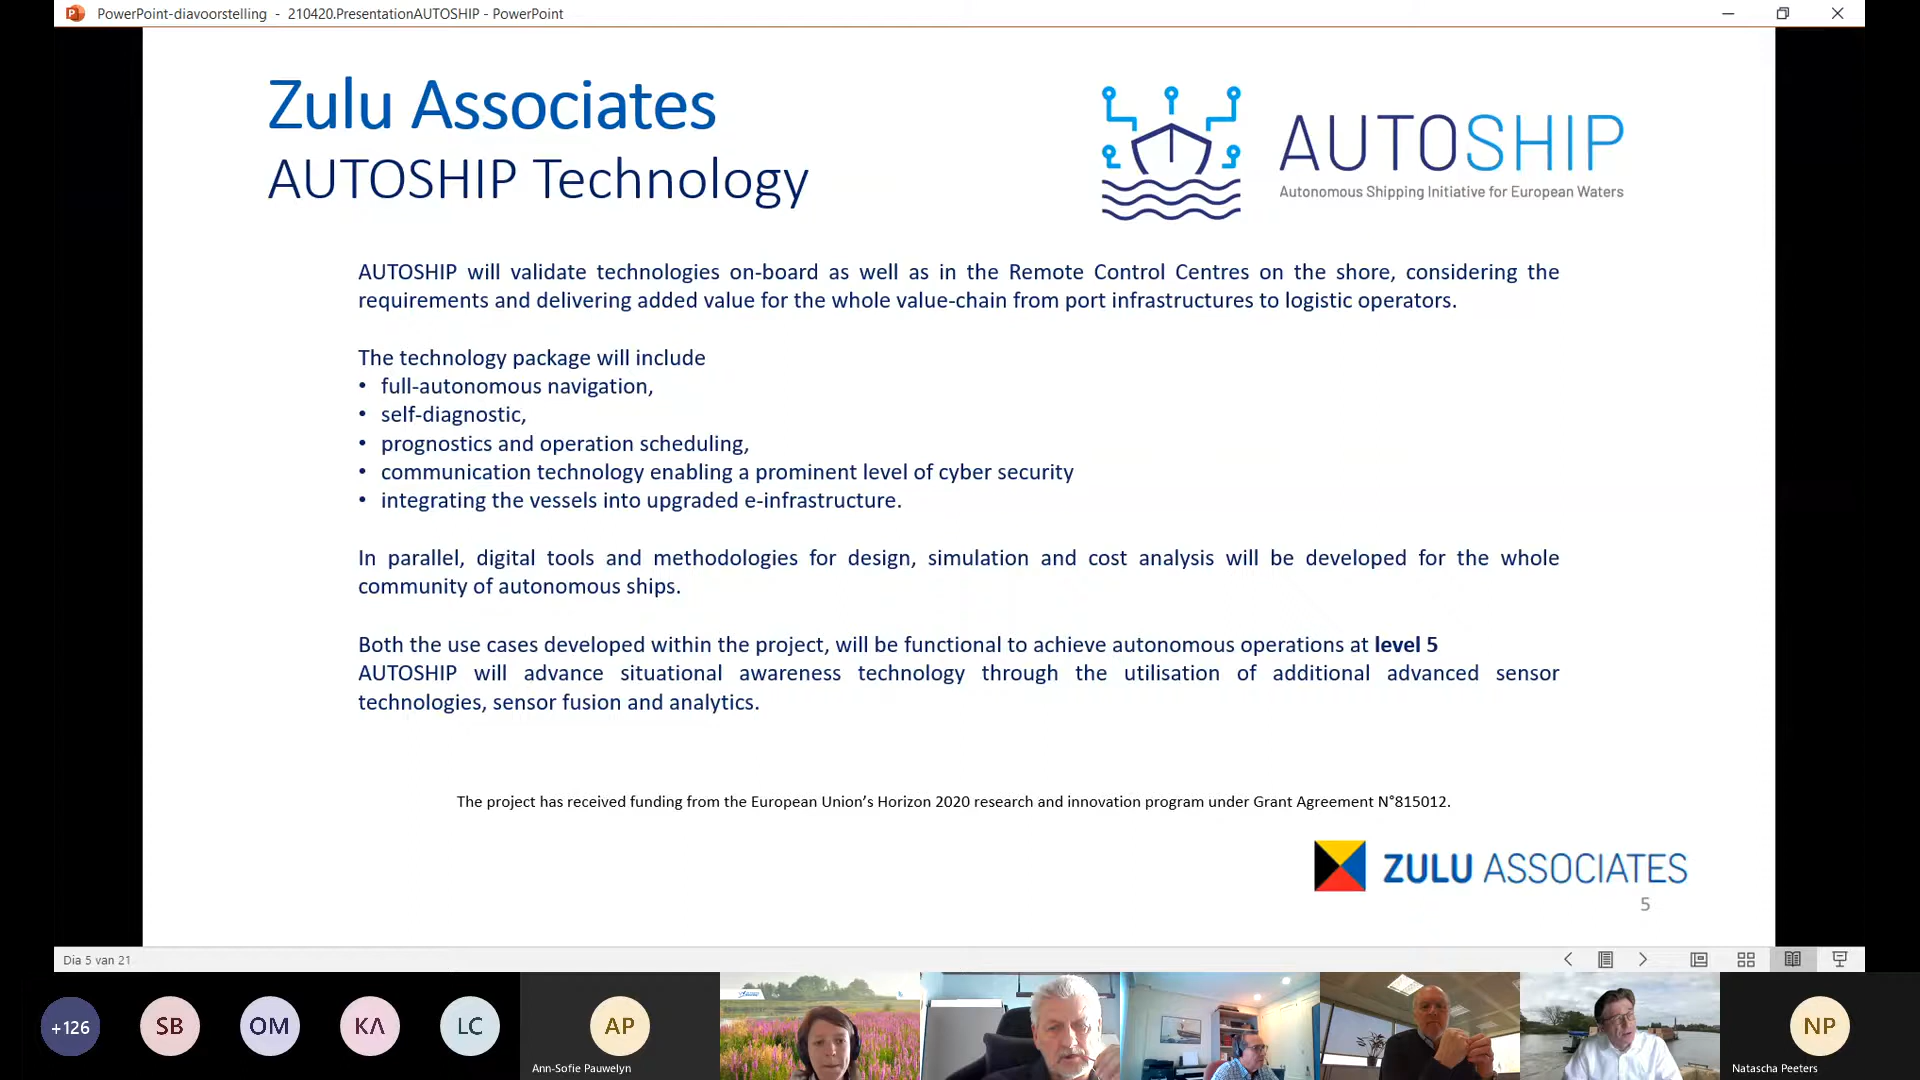 PowerPoint-diavoorstelling - 210420.PresentationAUTOSHIP - PowerPoint
Zulu Associates
AUTOSHIP Technology
AUTOSHIP
Autonomous Shipping Initiative for European Waters
AUTOSHIP will validate technologies on-board as well as in the Remote Control Centres on the shore, considering the
requirements and delivering added value for the whole value-chain from port infrastructures to logistic operators.
The technology package will include
• full-autonomous navigation,
• self-diagnostic,
• prognostics and operation scheduling,
• communication technology enabling a prominent level of cyber security
• integrating the vessels into upgraded e-infrastructure.
In parallel, digital tools and methodologies for design, simulation and cost analysis will be developed for the whole
community of autonomous ships.
Both the use cases developed within the project, will be functional to achieve autonomous operations at level 5
AUTOSHIP will advance situational awareness technology through the utilisation of additional advanced sensor
technologies, sensor fusion and analytics.
The project has received funding from the European Union's Horizon 2020 research and innovation program under Grant Agreement N°815012.
ZULU ASSOCIATES
5
Dia 5 van 21
+126
SB
OM
KΛ
LC
AP
Ann-Sofie Pauwelyn
NP
Natascha Peeters